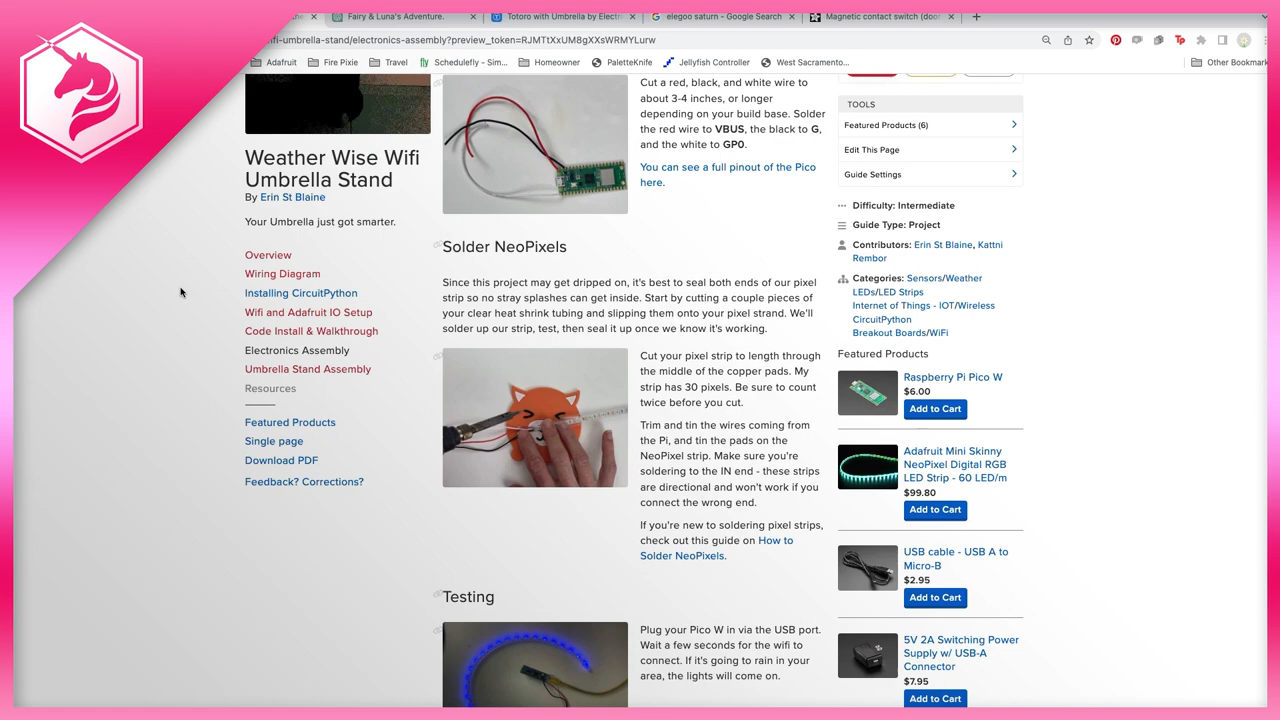 Fairy & Luna's Adventure.
Totoro with Umbrella by Electr
elegoo saturn - Google Search
Magnetic contact switch (door
fi-umbrella-stand/electronics-assembly?preview_token=RJMTtXxUM8gXXsWRMYLurw
Adafruit
Fire Pixie
Travel
Schedulefly - Sim...
Homeowner
PaletteKnife
Jellyfish Controller
West Sacramento...
Other Bookmark
Weather Wise Wifi
Umbrella Stand
By Erin St Blaine
Your Umbrella just got smarter.
Overview
Wiring Diagram
Installing CircuitPython
Wifi and Adafruit IO Setup
Code Install & Walkthrough
Electronics Assembly
Umbrella Stand Assembly
Resources
Featured Products
Single page
Download PDF
Feedback? Corrections?
Cut a red, black, and white wire to
about 3-4 inches, or longer
depending on your build base. Solder
the red wire to VBUS, the black to G,
and the white to GP0.
You can see a full pinout of the Pico
here.
Solder NeoPixels
Since this project may get dripped on, it's best to seal both ends of our pixel
strip so no stray splashes can get inside. Start by cutting a couple pieces of
your clear heat shrink tubing and slipping them onto your pixel strand. We'll
solder up our strip, test, then seal it up once we know it's working.
Cut your pixel strip to length through
the middle of the copper pads. My
strip has 30 pixels. Be sure to count
twice before you cut.
Trim and tin the wires coming from
the Pi, and tin the pads on the
NeoPixel strip. Make sure you're
soldering to the IN end - these strips
are directional and won't work if you
connect the wrong end.
If you're new to soldering pixel strips,
check out this guide on How to
Solder NeoPixels.
Testing
Plug your Pico W in via the USB port.
Wait a few seconds for the wifi to
connect. If it's going to rain in your
area, the lights will come on.
TOOLS
Featured Products (6)
Edit This Page
Guide Settings
Difficulty: Intermediate
Guide Type: Project
Contributors: Erin St Blaine, Kattni
Rembor
Categories: Sensors/Weather
LEDs/LED Strips
Internet of Things - IOT/Wireless
CircuitPython
Breakout Boards/WiFi
Featured Products
Raspberry Pi Pico W
$6.00
Add to Cart
Adafruit Mini Skinny
NeoPixel Digital RGB
LED Strip - 60 LED/m
$99.80
Add to Cart
USB cable - USB A to
Micro-B
$2.95
Add to Cart
5V 2A Switching Power
Supply w/ USB-A
Connector
$7.95
Add to Cart